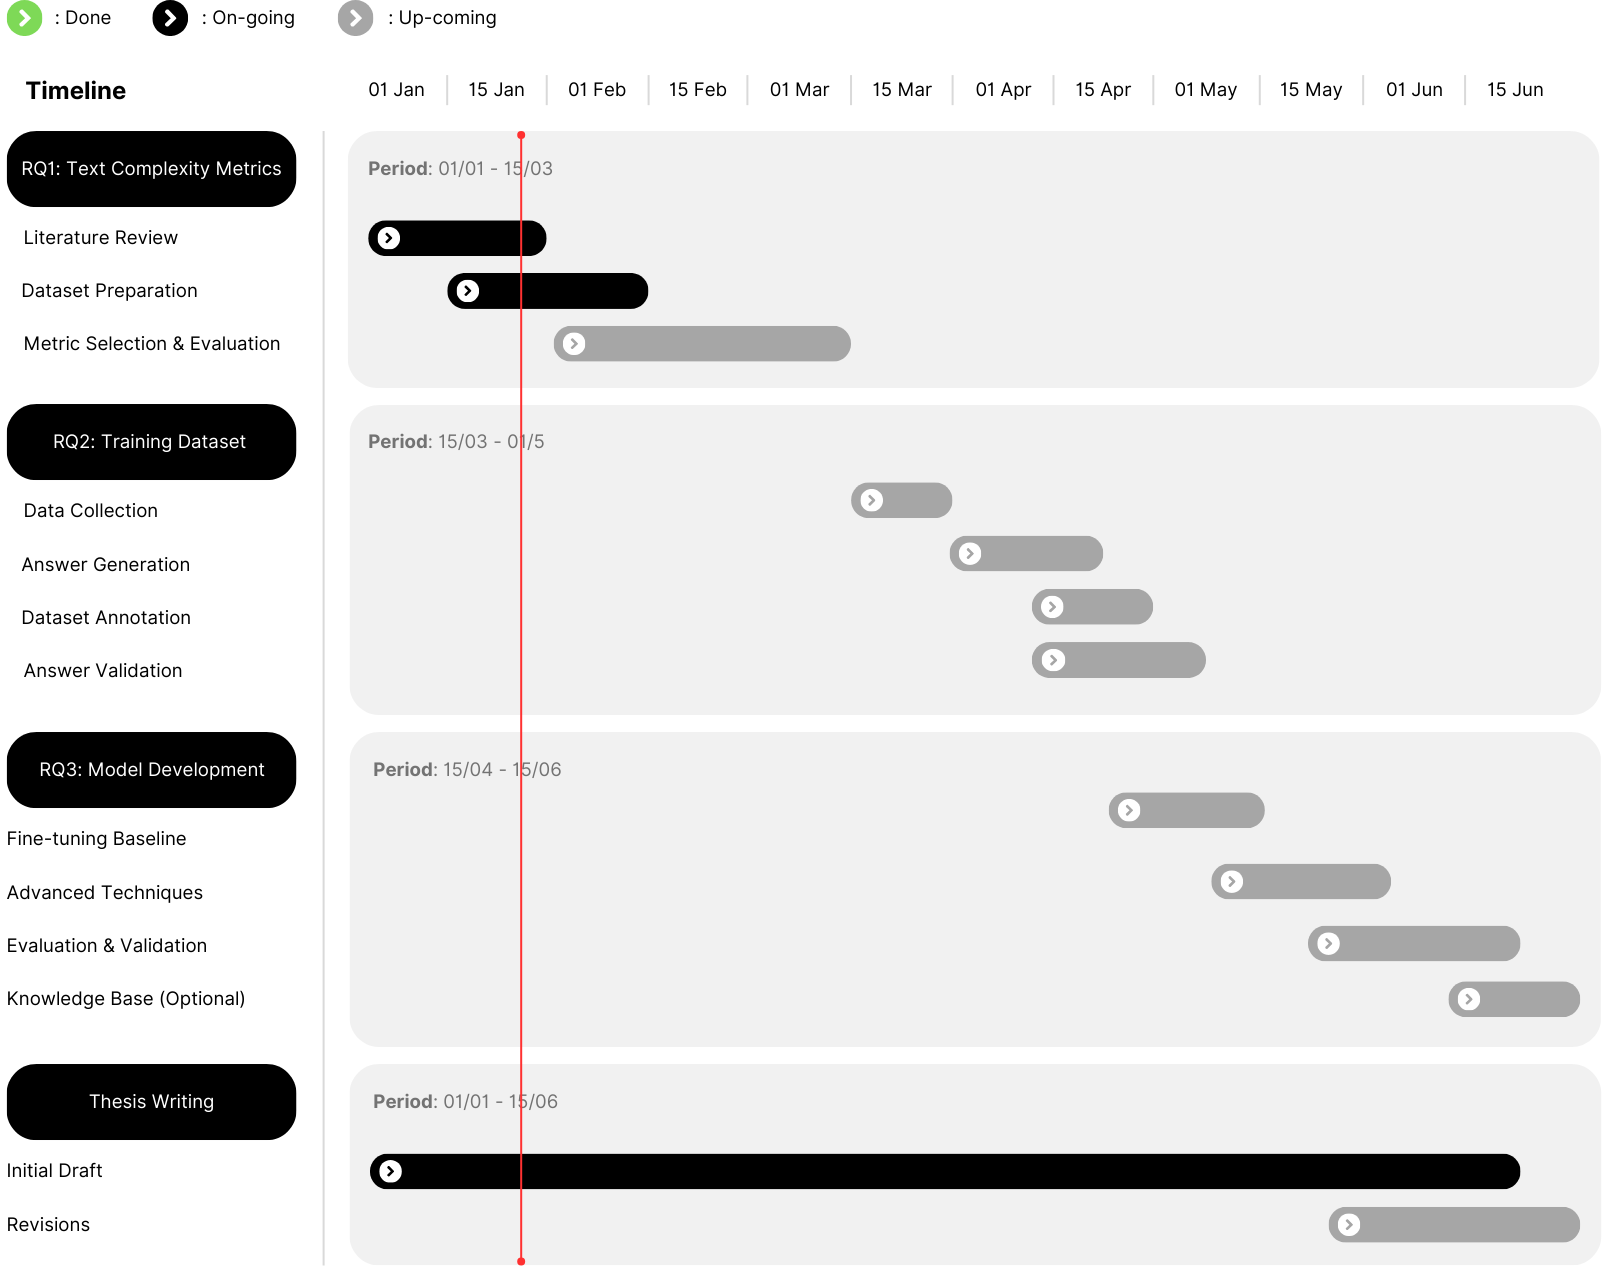 : Done : On-going : Up-coming
Timeline 01 Jan 15 Jan 01 Feb 15 Feb 01 Mar 15 Mar 01 Apr 15 Apr 01 May 15 May 01 Jun 15 Jun
RQ1: Text Complexity Metrics
Period: 01/01 - 15/03
Literature Review
Dataset Preparation
Metric Selection & Evaluation
RQ2: Training Dataset
Period: 15/03 - 01/5
Data Collection
Answer Generation
Dataset Annotation
Answer Validation
RQ3: Model Development
Period: 15/04 - 15/06
Fine-tuning Baseline
Advanced Techniques
Evaluation & Validation
Knowledge Base (Optional)
Thesis Writing
Period: 01/01 - 15/06
Initial Draft
Revisions